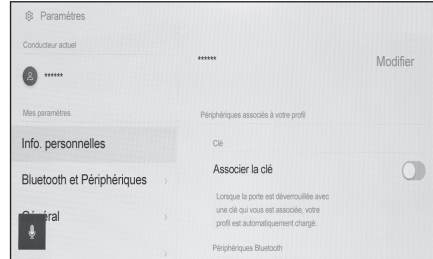 Paramètres
Conducteur actuel
******
Mes paramètres
Info. personnelles
Bluetooth et Périphériques
Général
******
Modifier
Périphériques associés à votre profil
Clé
Associer la clé
Lorsque la porte est déverrouillée avec
une clé qui vous est associée, votre
profil est automatiquement chargé.
Périphériques Bluetooth